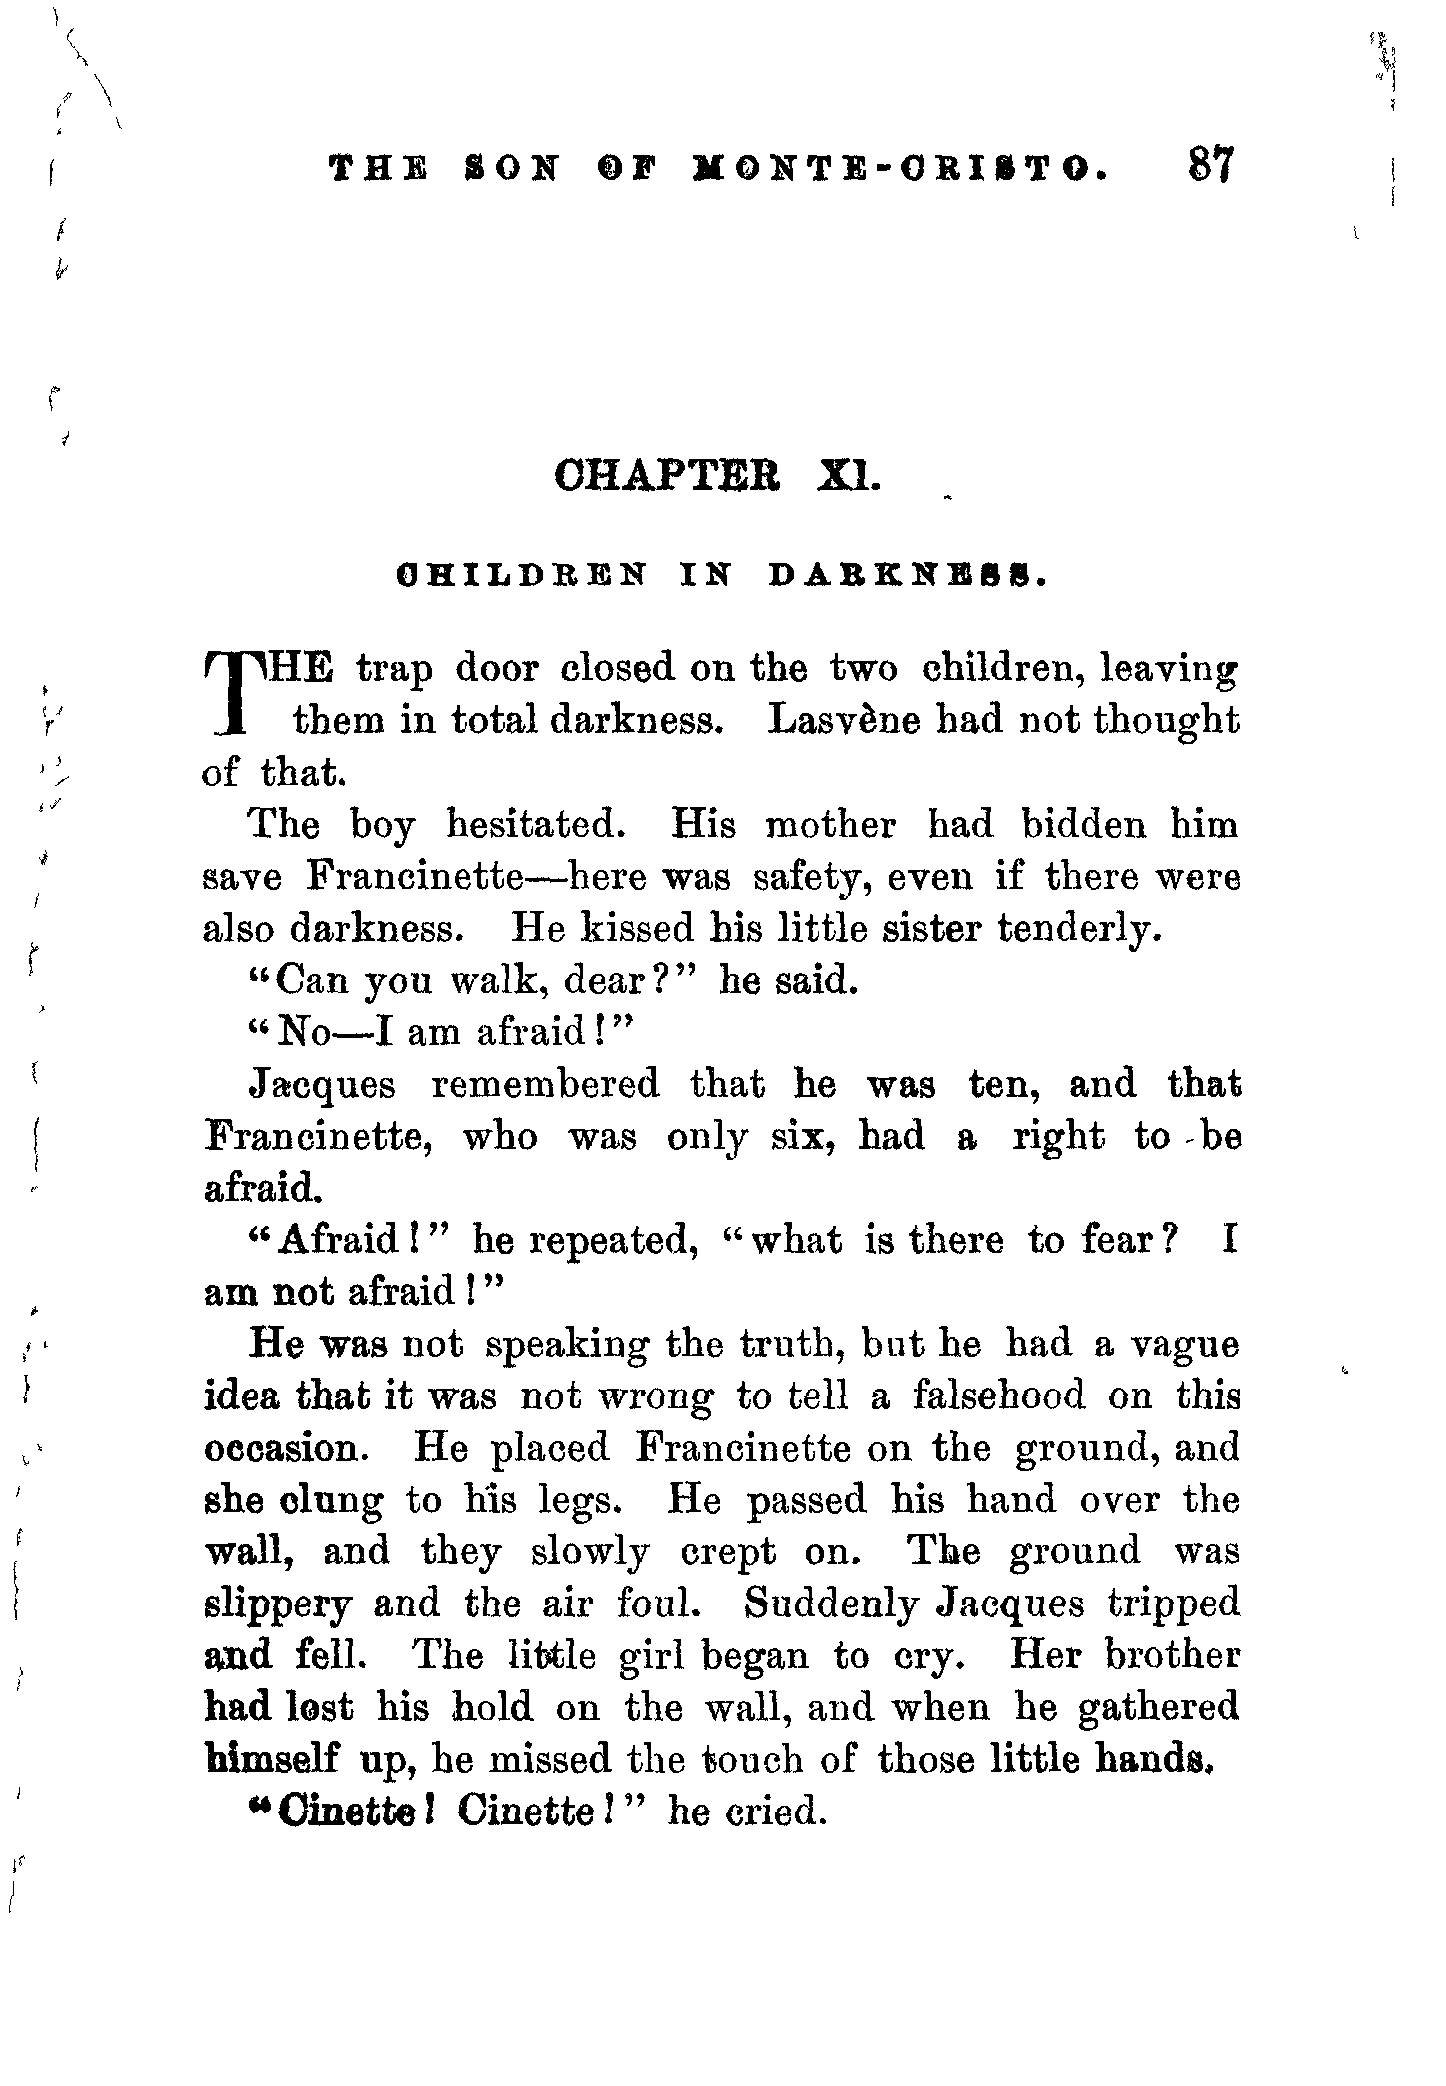 THE SON OF MONTE-CRISTO. 87
CHAPTER XI.
CHILDREN IN DARKNESS.
THE trap door closed on the two children, leaving
them in total darkness. Lasvène had not thought
of that.
The boy hesitated. His mother had bidden him
save Francinette—here was safety, even if there were
also darkness. He kissed his little sister tenderly.
"Can you walk, dear?" he said.
"No—I am afraid!"
Jacques remembered that he was ten, and that
Francinette, who was only six, had a right to be
afraid.
"Afraid!" he repeated, "what is there to fear? I
am not afraid!"
He was not speaking the truth, but he had a vague
idea that it was not wrong to tell a falsehood on this
occasion. He placed Francinette on the ground, and
she clung to his legs. He passed his hand over the
wall, and they slowly crept on. The ground was
slippery and the air foul. Suddenly Jacques tripped
and fell. The little girl began to cry. Her brother
had lost his hold on the wall, and when he gathered
himself up, he missed the touch of those little hands.
"Cinette! Cinette!" he cried.